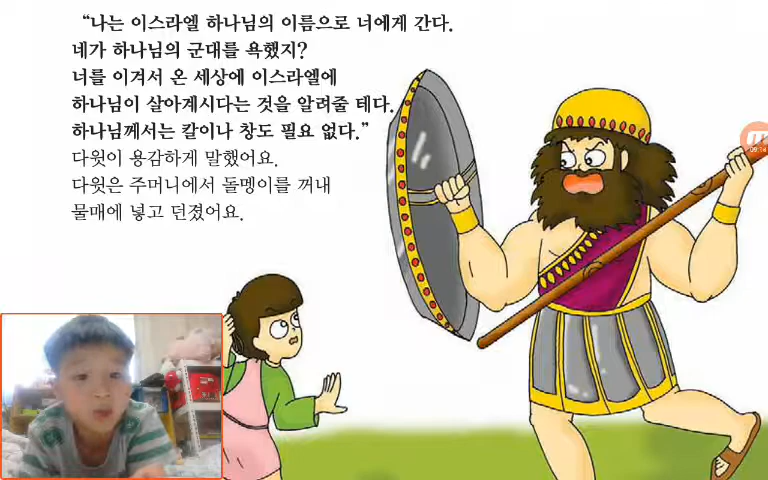 “나는 이스라엘 하나님의 이름으로 너에게 간다.
네가 하나님의 군대를 욕했지?
너를 이겨서 온 세상에 이스라엘에
하나님이 살아계시다는 것을 알려줄 테다.
하나님께서는 칼이나 창도 필요 없다.”
다윗이 용감하게 말했어요.
다윗은 주머니에서 돌멩이를 꺼내
물매에 넣고 던졌어요.